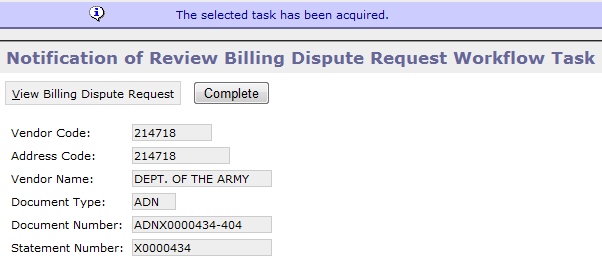 The selected task has been acquired.
Notification of Review Billing Dispute Request Workflow Task
View Billing Dispute Request Complete
Vendor Code: 214718
Address Code: 214718
Vendor Name: DEPT. OF THE ARMY
Document Type: ADN
Document Number: ADNX0000434-404
Statement Number: X0000434